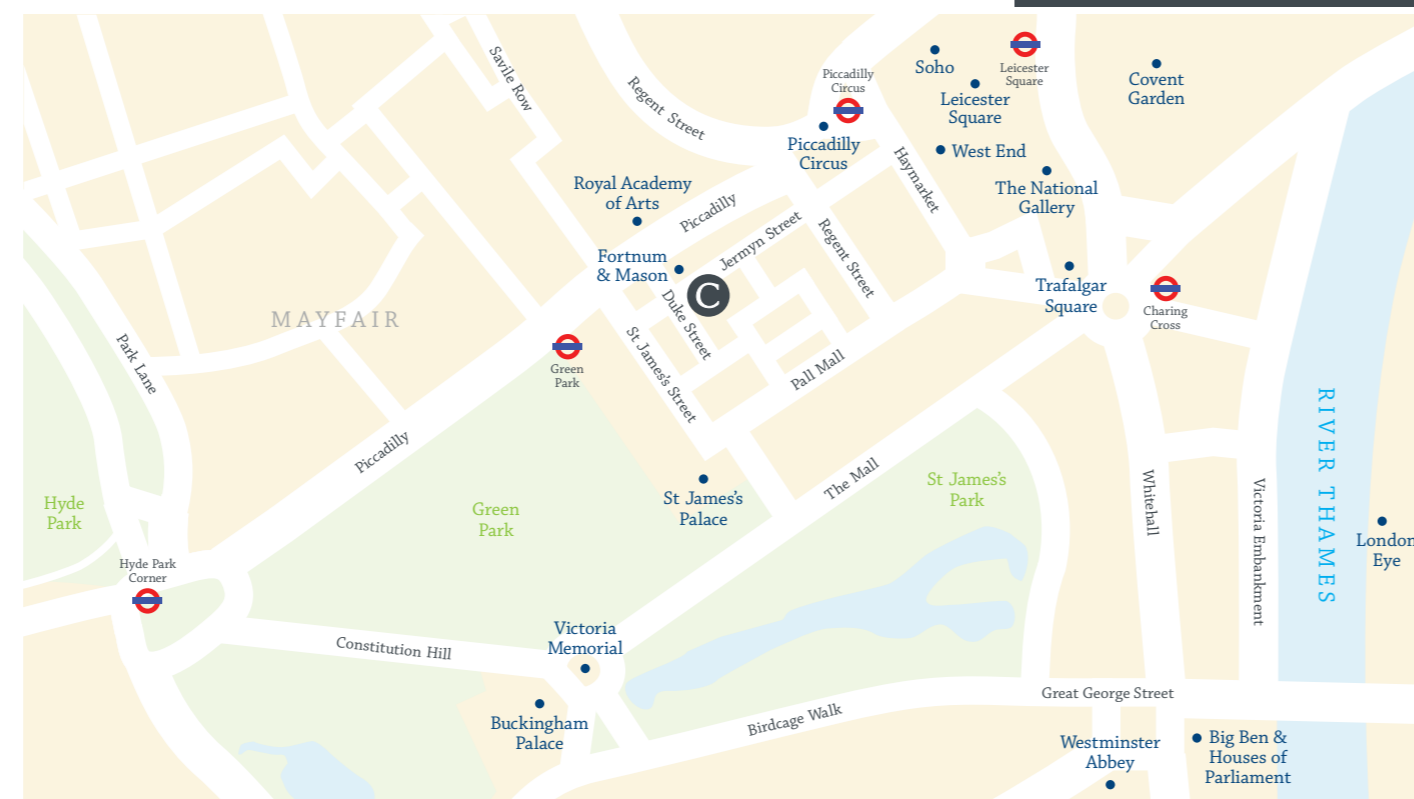 Savile Row
Regent Street
Piccadilly
Circus
Soho
Leicester
Square
Leicester
Square
Covent
Garden
Piccadilly
Circus
West End
Haymarket
The National
Gallery
Royal Academy
of Arts
Piccadilly
Jermyn Street
Regent Street
Fortnum
& Mason
C
Duke Street
Trafalgar
Square
Charing
Cross
MAYFAIR
Park Lane
Green
Park
St James's Street
Pall Mall
RIVER THAMES
Piccadilly
St James's
Palace
The Mall
St James's
Park
Whitehall
Victoria Embankment
Hyde
Park
Green
Park
London
Eye
Hyde Park
Corner
Constitution Hill
Victoria
Memorial
Great George Street
Birdcage Walk
Buckingham
Palace
Westminster
Abbey
Big Ben &
Houses of
Parliament